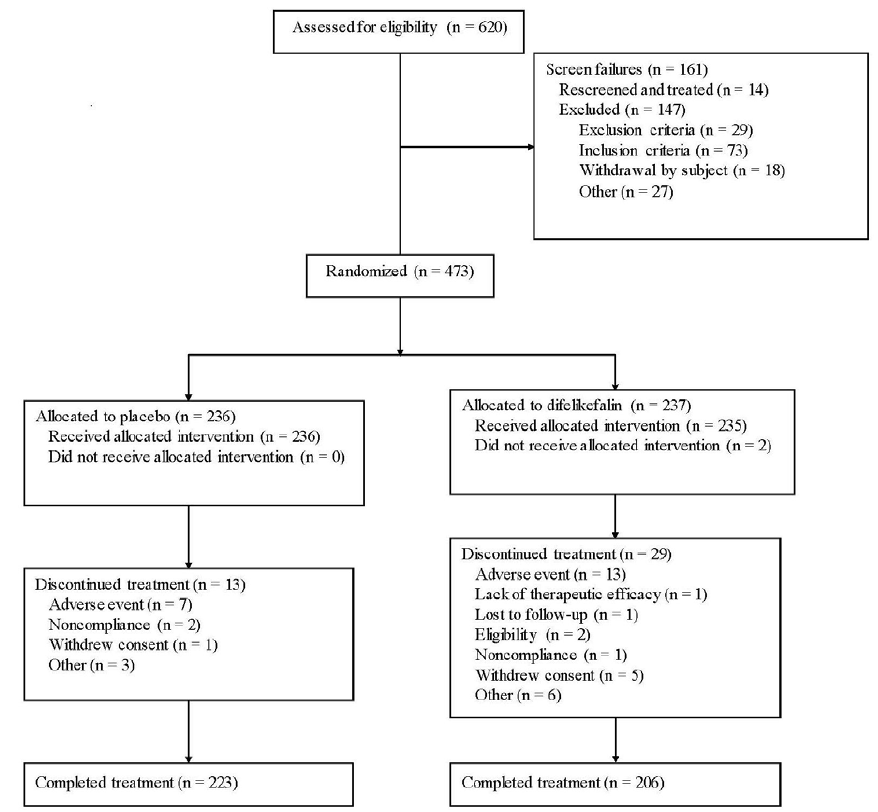 Assessed for eligibility (n = 620)
Screen failures (n = 161)
Rescreened and treated (n = 14)
Excluded (n = 147)
Exclusion criteria (n = 29)
Inclusion criteria (n = 73)
Withdrawal by subject (n = 18)
Other (n = 27)
Randomized (n = 473)
Allocated to placebo (n = 236)
Received allocated intervention (n = 236)
Did not receive allocated intervention (n = 0)
Allocated to difelikefalin (n = 237)
Received allocated intervention (n = 235)
Did not receive allocated intervention (n = 2)
Discontinued treatment (n = 13)
Adverse event (n = 7)
Noncompliance (n = 2)
Withdrew consent (n = 1)
Other (n = 3)
Discontinued treatment (n = 29)
Adverse event (n = 13)
Lack of therapeutic efficacy (n = 1)
Lost to follow-up (n = 1)
Eligibility (n = 2)
Noncompliance (n = 1)
Withdrew consent (n = 5)
Other (n = 6)
Completed treatment (n = 223)
Completed treatment (n = 206)